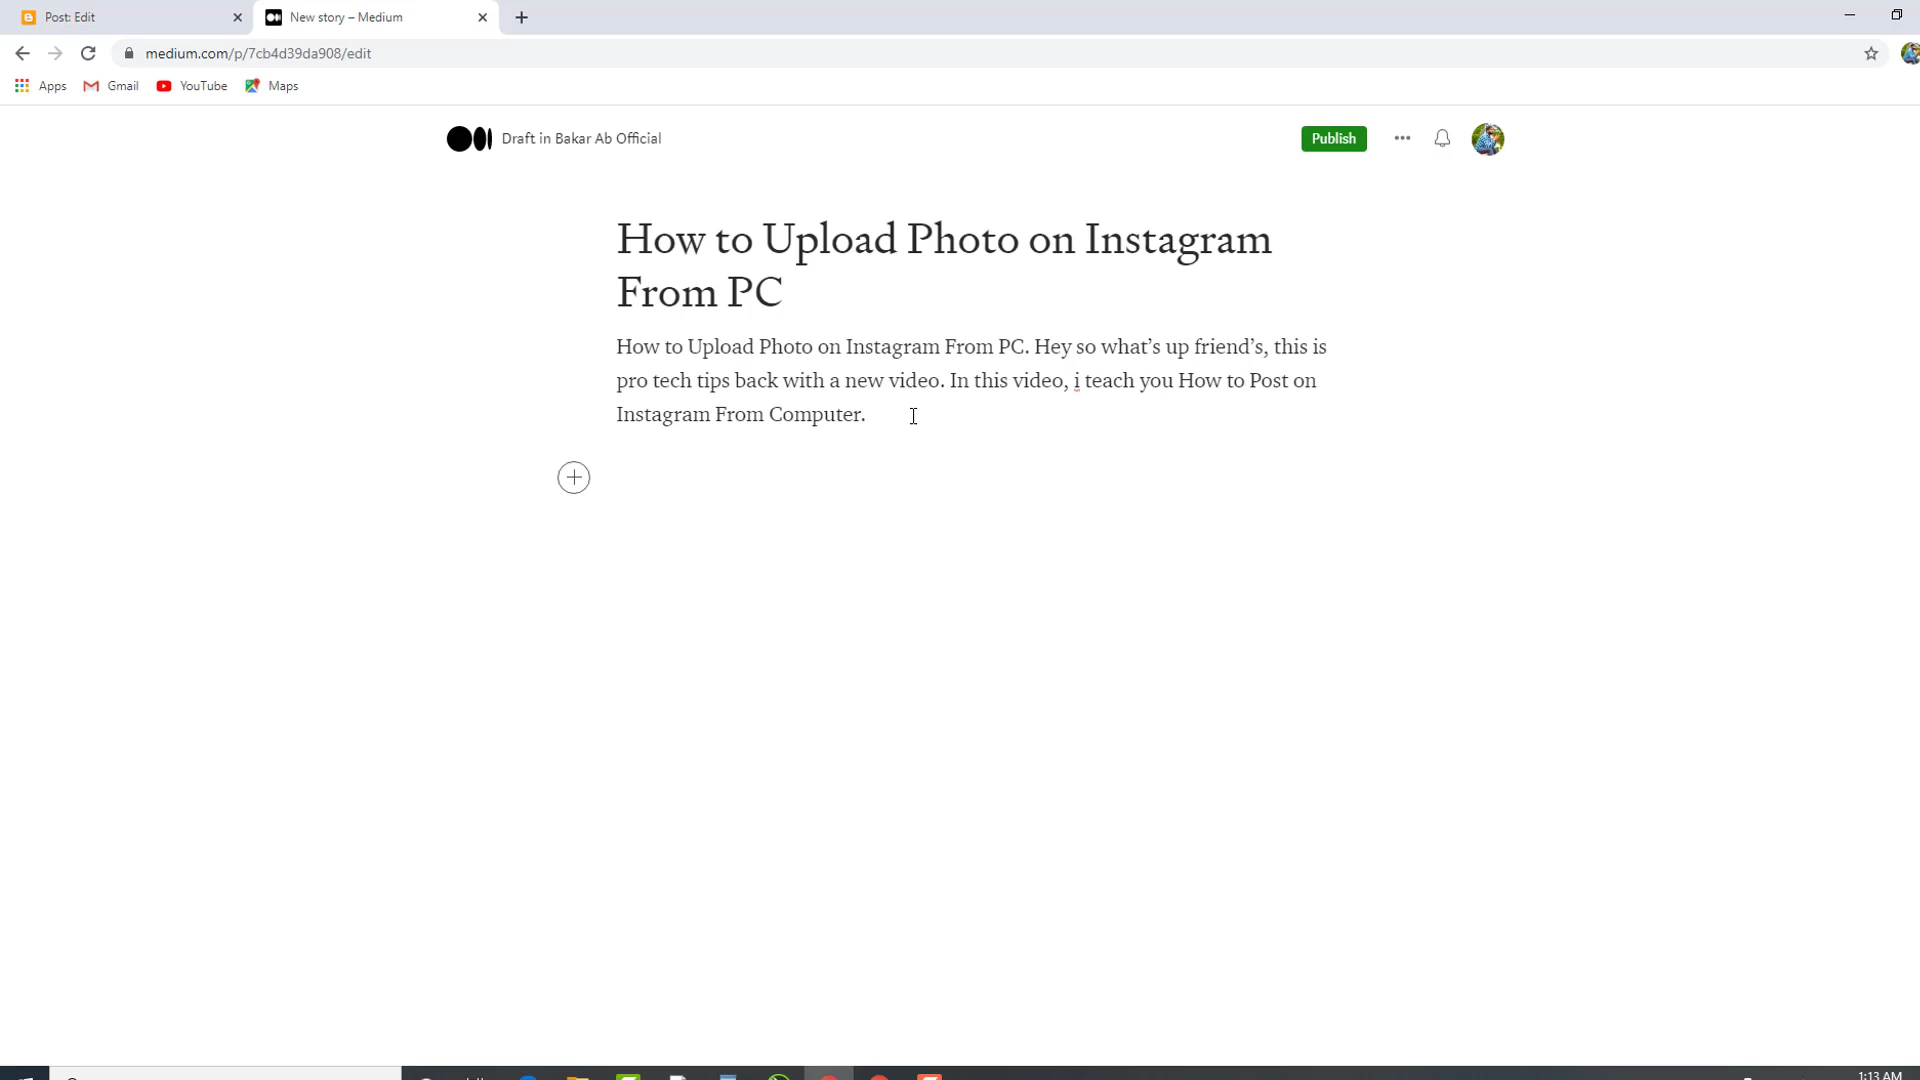 Post: Edit
New story – Medium
medium.com/p/7cb4d39da908/edit
Apps
Gmail
YouTube
Maps
Draft in Bakar Ab Official
Publish
How to Upload Photo on Instagram
From PC
How to Upload Photo on Instagram From PC. Hey so what’s up friend’s, this is
pro tech tips back with a new video. In this video, i teach you How to Post on
Instagram From Computer.
1:13 AM